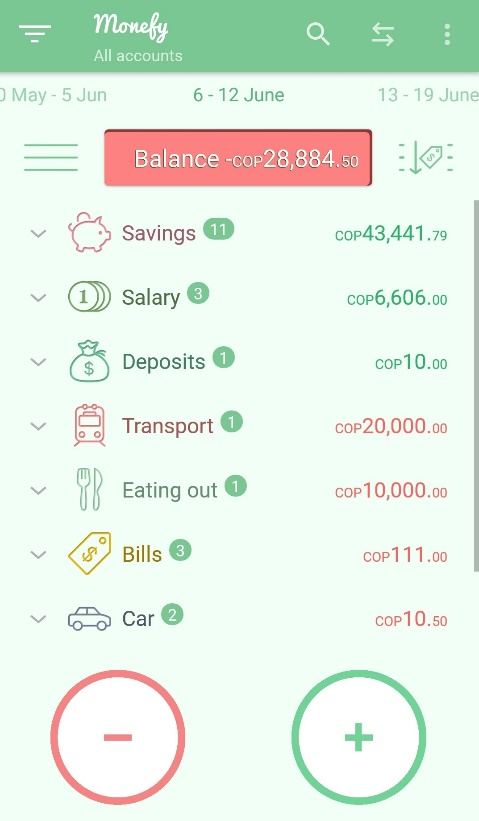 Monefy
All accounts
0 May - 5 Jun 6 - 12 June 13 - 19 June
Balance -COP28,884.50
Savings 11 COP43,441.79
1 Salary 3 COP6,606.00
$ Deposits 1 COP10.00
Transport 1 COP20,000.00
Eating out 1 COP10,000.00
$ Bills 3 COP111.00
Car 2 COP10.50